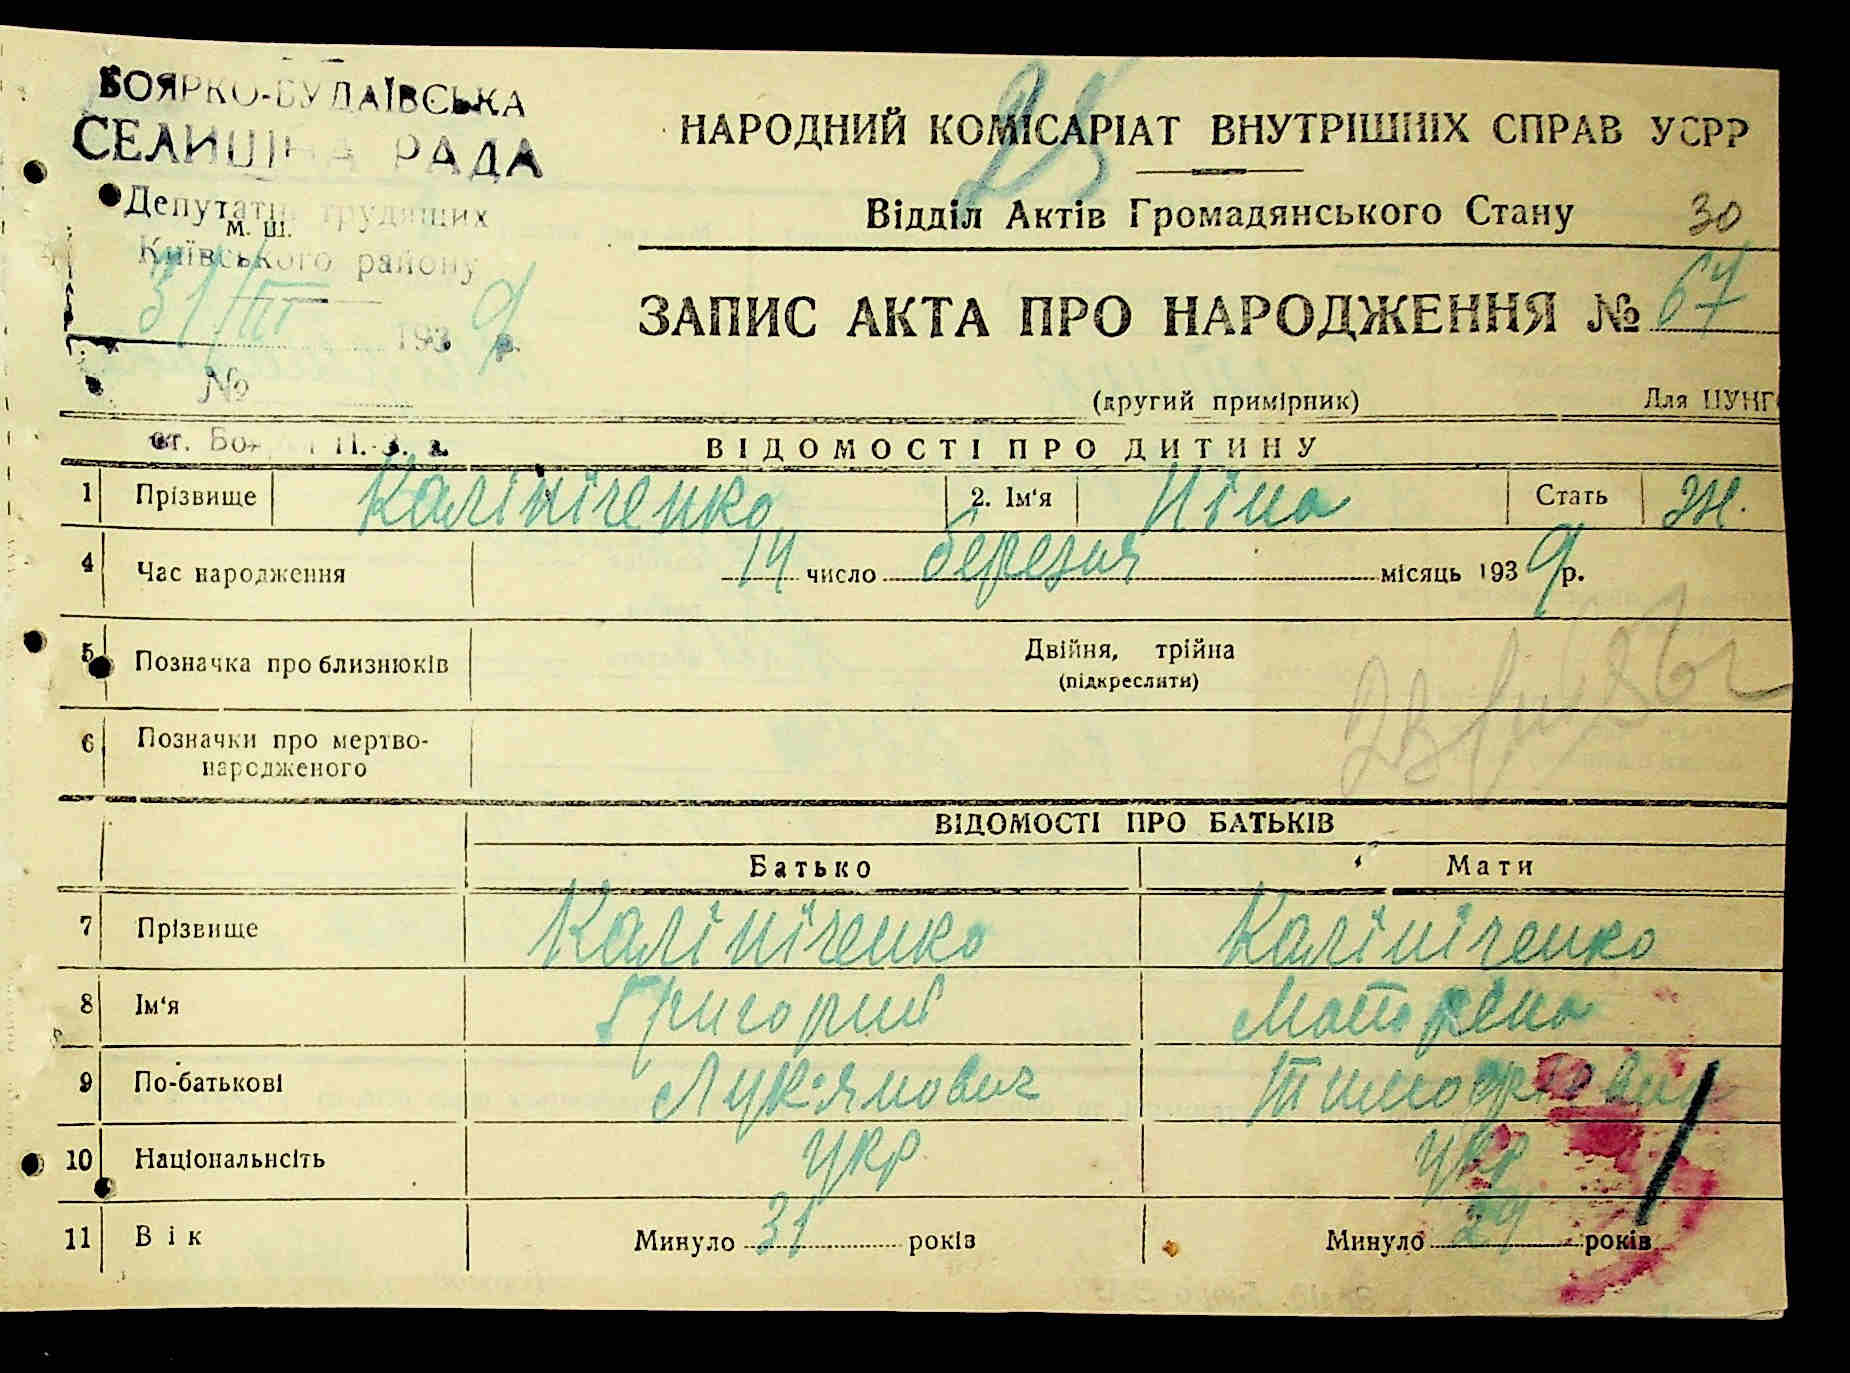 БОЯРКО-БУДАЇВСЬКА
СЕЛИЩНА РАДА
Депутатів трудящих
м. ш.
Київського району
31/III 1939 р.
№
НАРОДНИЙ КОМІСАРІАТ ВНУТРІШНІХ СПРАВ УСРР
25
Відділ Актів Громадянського Стану 30
ЗАПИС АКТА ПРО НАРОДЖЕННЯ № 67
(другий примірник) Для ЦУНГ
ст. Бо П.-З. з.
ВІДОМОСТІ ПРО ДИТИНУ
1 Прізвище Калініченко 2. Ім'я Ніна Стать Ж.
4 Час народження 14 число березня місяць 1939 р.
5 Позначка про близнюків Двійня, трійна
(підкреслити)
6 Позначки про мертво-
народженого
ВІДОМОСТІ ПРО БАТЬКІВ
Батько Мати
7 Прізвище Калініченко Калініченко
8 Ім'я Григорий Мотрена
9 По-батькові Лук'янович
10 Національнсіть укр укр
11 Вік Минуло 31 років Минуло 29 років